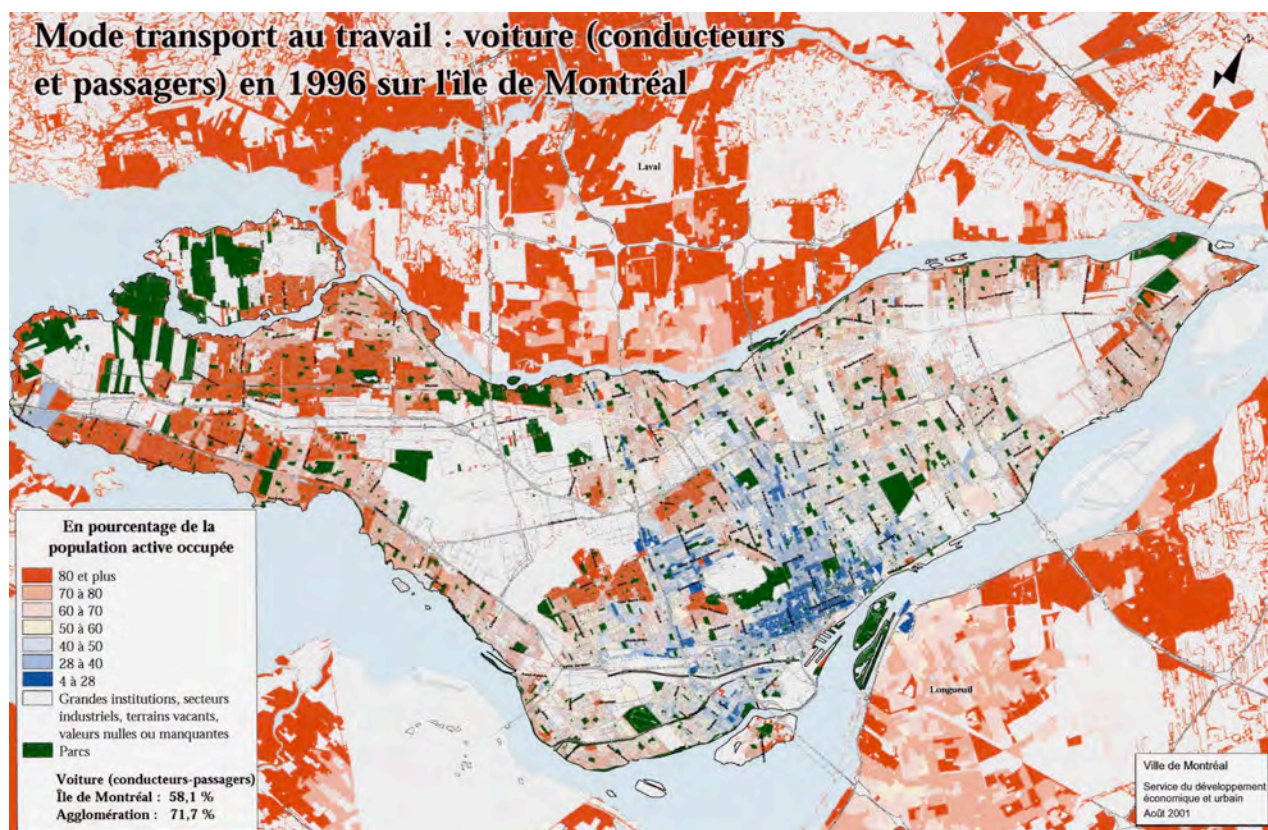 Mode transport au travail : voiture (conducteurs
et passagers) en 1996 sur l'île de Montréal
N
Laval
En pourcentage de la
population active occupée
80 et plus
70 à 80
60 à 70
50 à 60
40 à 50
28 à 40
4 à 28
Grandes institutions, secteurs
industriels, terrains vacants,
valeurs nulles ou manquantes
Parcs
Voiture (conducteurs-passagers)
Île de Montréal : 58,1 %
Agglomération : 71,7 %
Longueuil
Ville de Montréal
Service du développement
économique et urbain
Août 2001